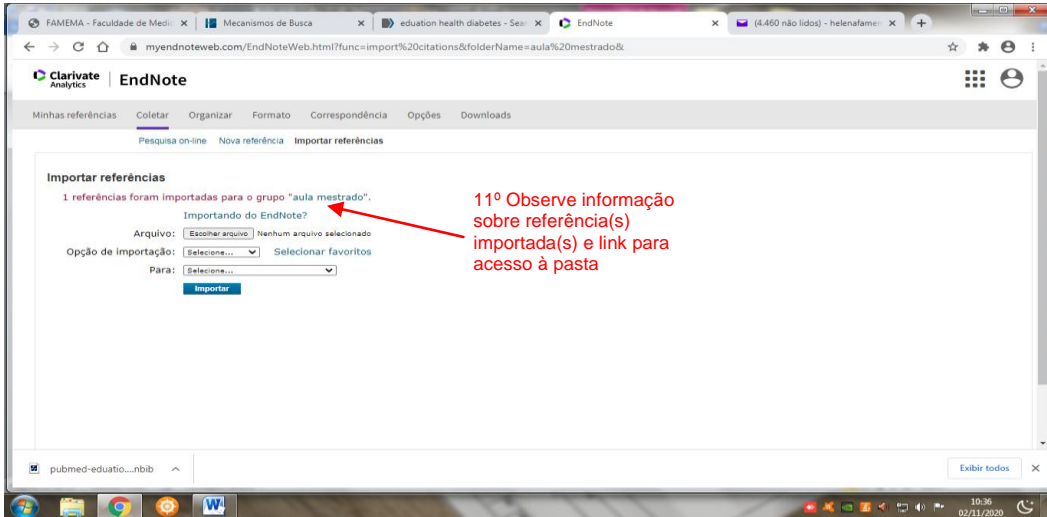 FAMEMA - Faculdade de Medic
Mecanismos de Busca
eduation health diabetes - Sear
EndNote
(4.460 não lidos) - helenafamem
myendnoteweb.com/EndNoteWeb.html?func=import%20citations&folderName=aula%20mestrado&
Clarivate
Analytics
EndNote
Minhas referências Coletar Organizar Formato Correspondência Opções Downloads
Pesquisa on-line Nova referência Importar referências
Importar referências
1 referências foram importadas para o grupo "aula mestrado".
Importando do EndNote?
Arquivo: Escolher arquivo Nenhum arquivo selecionado
Opção de importação: Selecione... Selecionar favoritos
Para: Selecione...
Importar
11º Observe informação
sobre referência(s)
importada(s) e link para
acesso à pasta
pubmed-eduatio....nbib
Exibir todos
10:36
02/11/2020